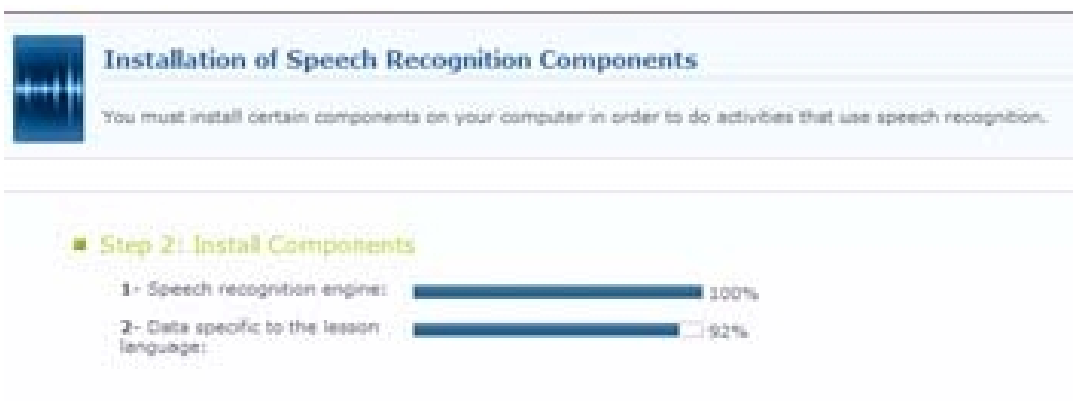 Installation of Speech Recognition Components
You must install certain components on your computer in order to do activities that use speech recognition.
Step 2: Install Components
1- Speech recognition engine:
100%
2- Data specific to the lesson
language:
92%